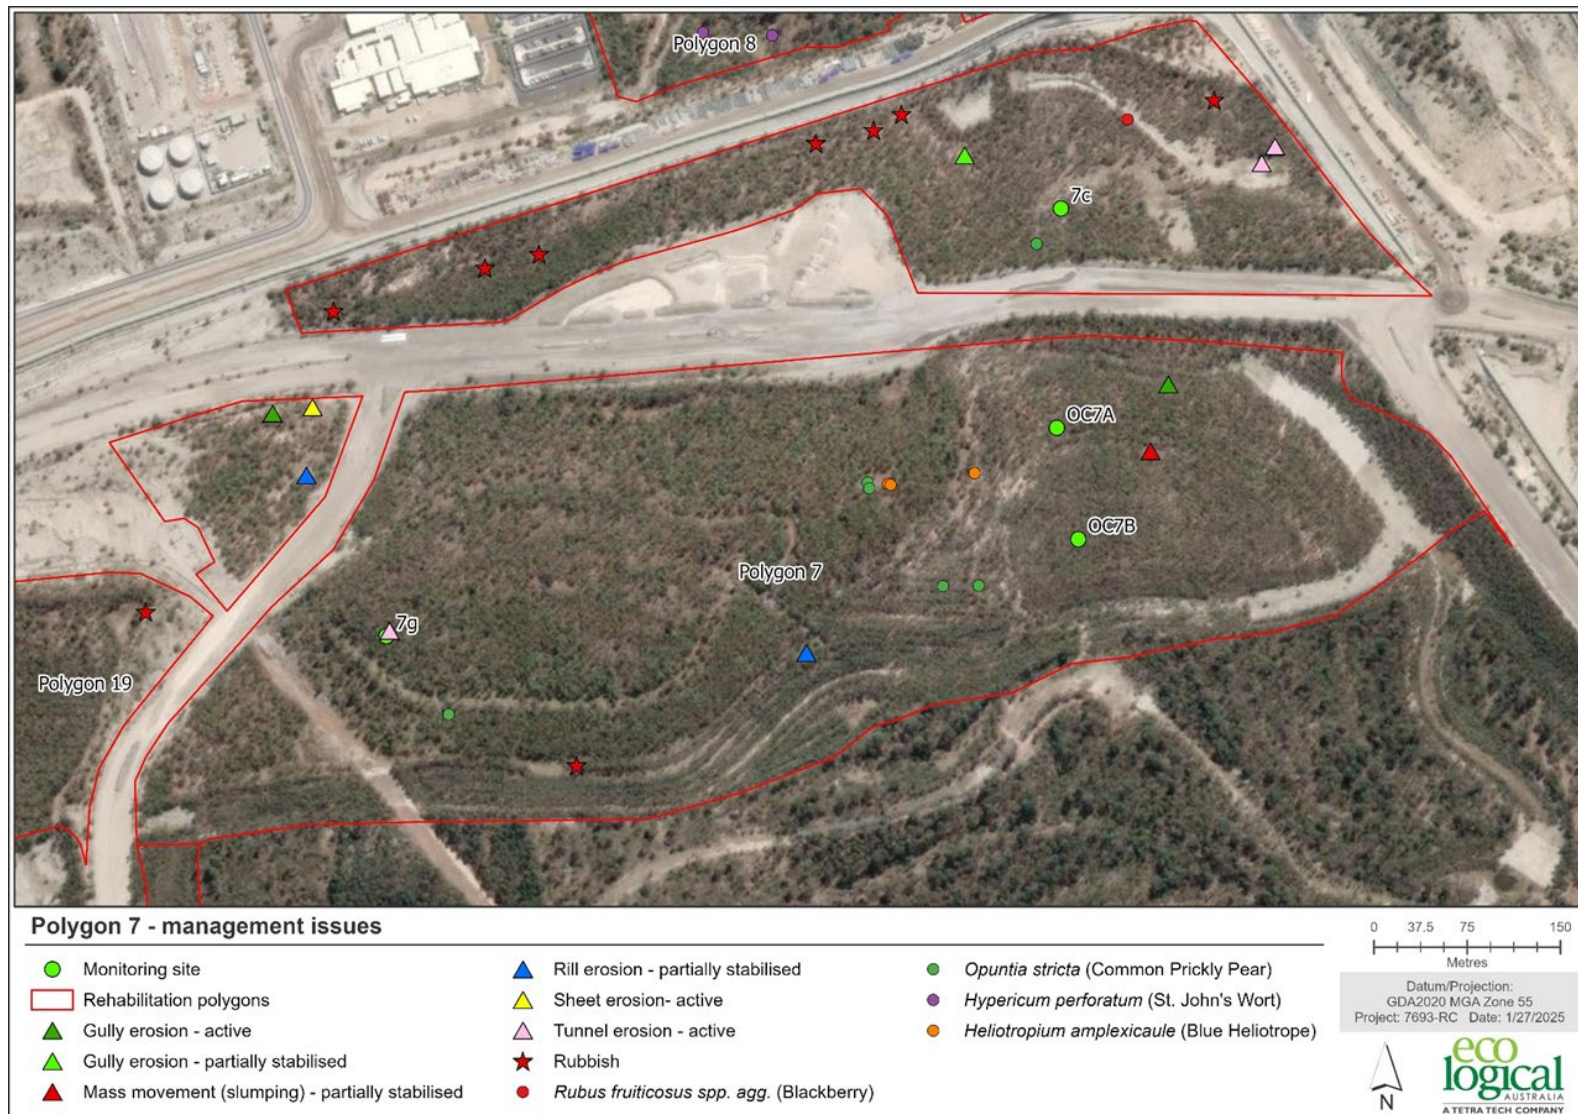 Polygon 8
7c
OC7A
OC7B
Polygon 7
7g
Polygon 19
Polygon 7 - management issues
Monitoring site
Rehabilitation polygons
Gully erosion - active
Gully erosion - partially stabilised
Mass movement (slumping) - partially stabilised
Rill erosion - partially stabilised
Sheet erosion- active
Tunnel erosion - active
Rubbish
Rubus fruiticosus spp. agg. (Blackberry)
Opuntia stricta (Common Prickly Pear)
Hypericum perforatum (St. John's Wort)
Heliotropium amplexicaule (Blue Heliotrope)
0 37.5 75 150
Metres
Datum/Projection:
GDA2020 MGA Zone 55
Project: 7693-RC Date: 1/27/2025
N
eco
logical
AUSTRALIA
A TETRA TECH COMPANY